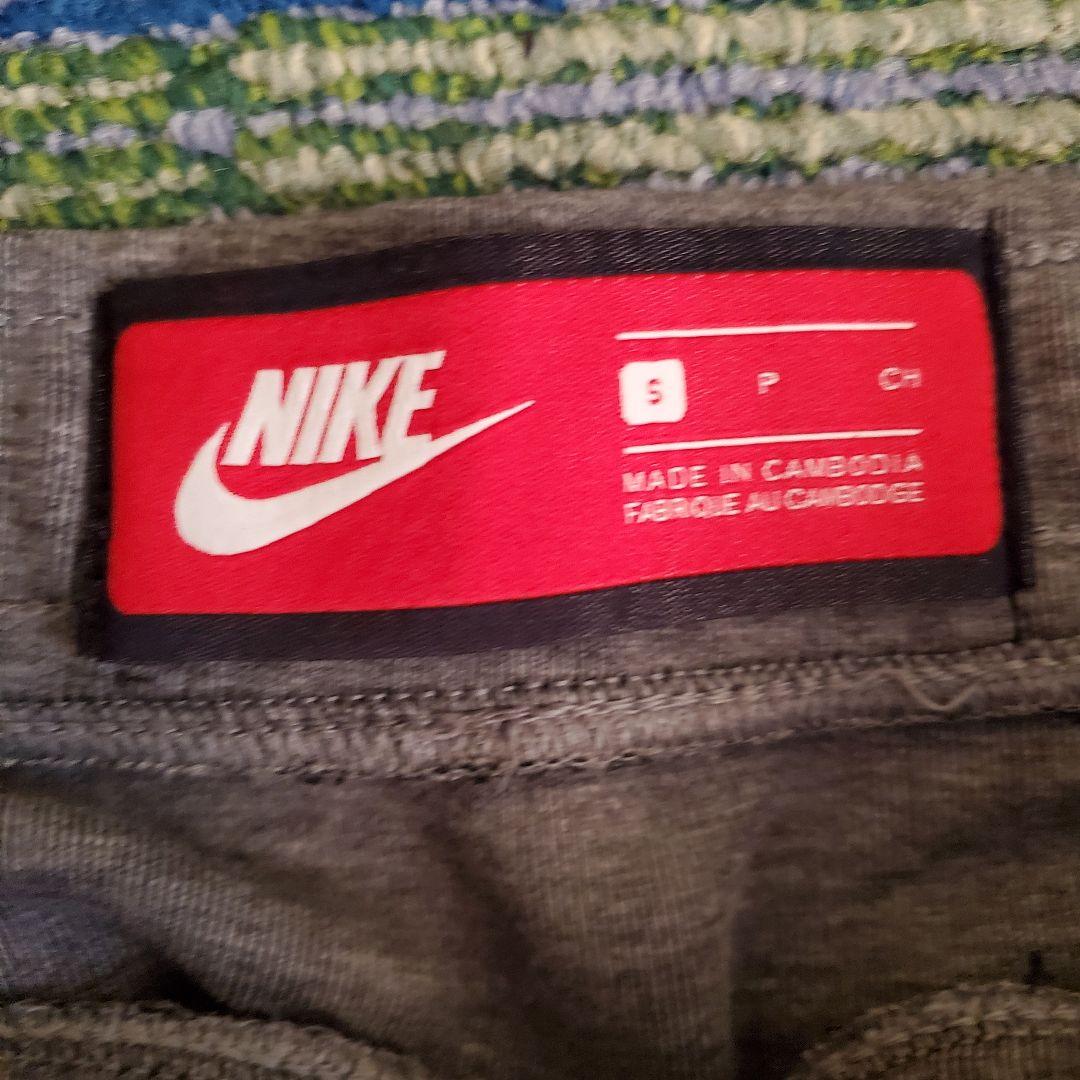 NIKE
S P CH
MADE IN CAMBODIA
FABRIQUE AU CAMBODGE